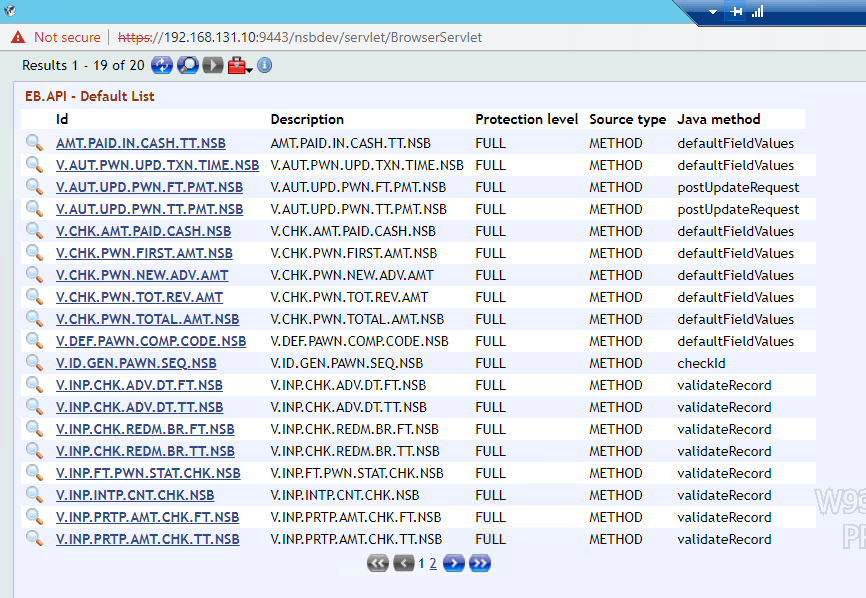 Not secure | https://192.168.131.10:9443/nsbdev/servlet/BrowserServlet
Results 1 - 19 of 20
EB.API - Default List
Id Description Protection level Source type Java method
AMT.PAID.IN.CASH.TT.NSB AMT.PAID.IN.CASH.TT.NSB FULL METHOD defaultFieldValues
V.AUT.PWN.UPD.TXN.TIME.NSB V.AUT.PWN.UPD.TXN.TIME.NSB FULL METHOD defaultFieldValues
V.AUT.UPD.PWN.FT.PMT.NSB V.AUT.UPD.PWN.FT.PMT.NSB FULL METHOD postUpdateRequest
V.AUT.UPD.PWN.TT.PMT.NSB V.AUT.UPD.PWN.TT.PMT.NSB FULL METHOD postUpdateRequest
V.CHK.AMT.PAID.CASH.NSB V.CHK.AMT.PAID.CASH.NSB FULL METHOD defaultFieldValues
V.CHK.PWN.FIRST.AMT.NSB V.CHK.PWN.FIRST.AMT.NSB FULL METHOD defaultFieldValues
V.CHK.PWN.NEW.ADV.AMT V.CHK.PWN.NEW.ADV.AMT FULL METHOD defaultFieldValues
V.CHK.PWN.TOT.REV.AMT V.CHK.PWN.TOT.REV.AMT FULL METHOD defaultFieldValues
V.CHK.PWN.TOTAL.AMT.NSB V.CHK.PWN.TOTAL.AMT.NSB FULL METHOD defaultFieldValues
V.DEF.PAWN.COMP.CODE.NSB V.DEF.PAWN.COMP.CODE.NSB FULL METHOD defaultFieldValues
V.ID.GEN.PAWN.SEQ.NSB V.ID.GEN.PAWN.SEQ.NSB FULL METHOD checkId
V.INP.CHK.ADV.DT.FT.NSB V.INP.CHK.ADV.DT.FT.NSB FULL METHOD validateRecord
V.INP.CHK.ADV.DT.TT.NSB V.INP.CHK.ADV.DT.TT.NSB FULL METHOD validateRecord
V.INP.CHK.REDM.BR.FT.NSB V.INP.CHK.REDM.BR.FT.NSB FULL METHOD validateRecord
V.INP.CHK.REDM.BR.TT.NSB V.INP.CHK.REDM.BR.TT.NSB FULL METHOD validateRecord
V.INP.FT.PWN.STAT.CHK.NSB V.INP.FT.PWN.STAT.CHK.NSB FULL METHOD validateRecord
V.INP.INTP.CNT.CHK.NSB V.INP.INTP.CNT.CHK.NSB FULL METHOD validateRecord
V.INP.PRTP.AMT.CHK.FT.NSB V.INP.PRTP.AMT.CHK.FT.NSB FULL METHOD validateRecord
V.INP.PRTP.AMT.CHK.TT.NSB V.INP.PRTP.AMT.CHK.TT.NSB FULL METHOD validateRecord
1 2